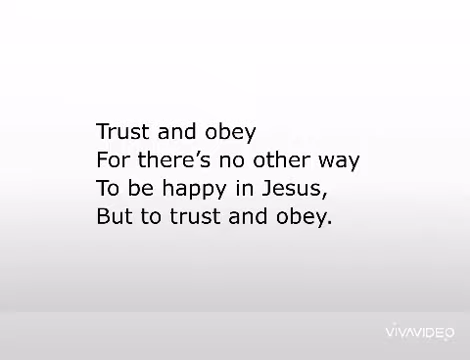 Trust and obey
For there’s no other way
To be happy in Jesus,
But to trust and obey.
VIVAVIDEO